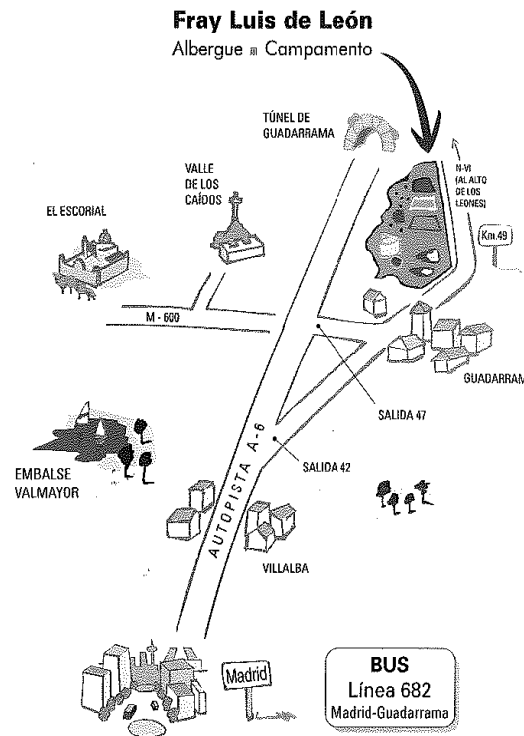 Fray Luis de León
Albergue Campamento
TÚNEL DE
GUADARRAMA
N-VI
(AL ALTO
DE LOS
LEONES)
VALLE
DE LOS
CAÍDOS
EL ESCORIAL
Km.49
M - 600
GUADARRAM
SALIDA 47
AUTOPISTA A-6
SALIDA 42
EMBALSE
VALMAYOR
VILLALBA
Madrid
BUS
Línea 682
Madrid-Guadarrama